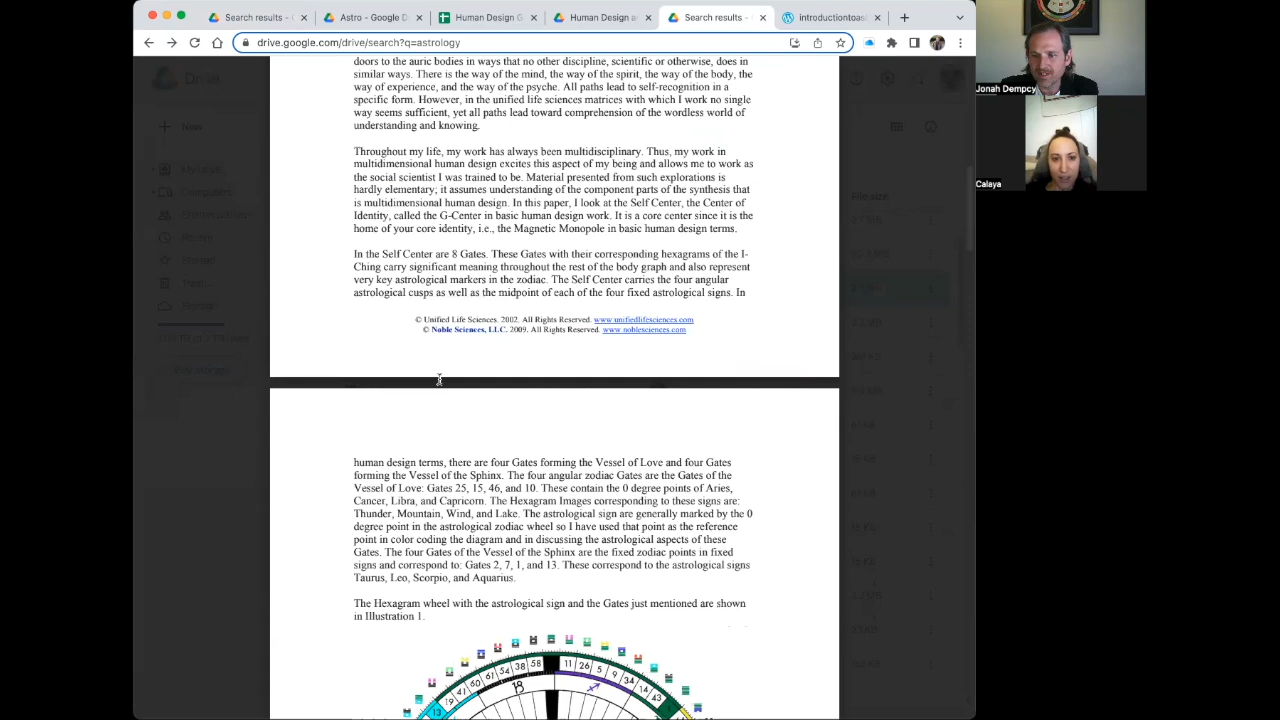 Search results -
Astro - Google D
Human Design G
Human Design a
Search results -
introductiontoas
drive.google.com/drive/search?q=astrology
Drive
New
doors to the auric bodies in ways that no other discipline, scientific or otherwise, does in
similar ways. There is the way of the mind, the way of the spirit, the way of the body, the
way of experience, and the way of the psyche. All paths lead to self-recognition in a
specific form. However, in the unified life sciences matrices with which I work no single
way seems sufficient, yet all paths lead toward comprehension of the wordless world of
understanding and knowing.
Throughout my life, my work has always been multidisciplinary. Thus, my work in
multidimensional human design excites this aspect of my being and allows me to work as
the social scientist I was trained to be. Material presented from such explorations is
hardly elementary; it assumes understanding of the component parts of the synthesis that
is multidimensional human design. In this paper, I look at the Self Center, the Center of
Identity, called the G-Center in basic human design work. It is a core center since it is the
home of your core identity, i.e., the Magnetic Monopole in basic human design terms.
In the Self Center are 8 Gates. These Gates with their corresponding hexagrams of the I-
Ching carry significant meaning throughout the rest of the body graph and also represent
very key astrological markers in the zodiac. The Self Center carries the four angular
astrological cusps as well as the midpoint of each of the four fixed astrological signs. In
© Unified Life Sciences. 2002. All Rights Reserved. www.unifiedlifesciences.com
© Noble Sciences, LLC. 2009. All Rights Reserved. www.noblesciences.com
human design terms, there are four Gates forming the Vessel of Love and four Gates
forming the Vessel of the Sphinx. The four angular zodiac Gates are the Gates of the
Vessel of Love: Gates 25, 15, 46, and 10. These contain the 0 degree points of Aries,
Cancer, Libra, and Capricorn. The Hexagram Images corresponding to these signs are:
Thunder, Mountain, Wind, and Lake. The astrological sign are generally marked by the 0
degree point in the astrological zodiac wheel so I have used that point as the reference
point in color coding the diagram and in discussing the astrological aspects of these
Gates. The four Gates of the Vessel of the Sphinx are the fixed zodiac points in fixed
signs and correspond to: Gates 2, 7, 1, and 13. These correspond to the astrological signs
Taurus, Leo, Scorpio, and Aquarius.
The Hexagram wheel with the astrological sign and the Gates just mentioned are shown
in Illustration 1.
13 19 41 60 61 54 38 58 11 26 5 9 34 14 43
Jonah Dempcy
Calaya